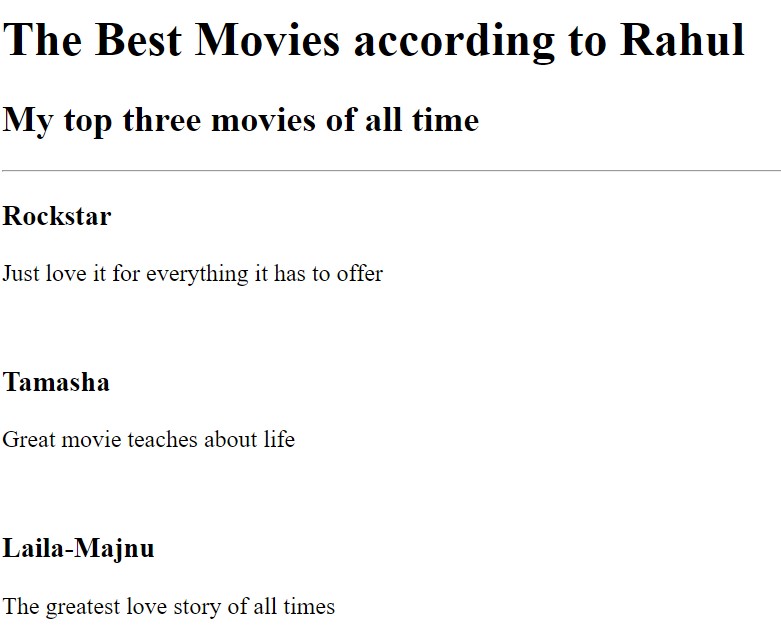 The Best Movies according to Rahul
My top three movies of all time
Rockstar
Just love it for everything it has to offer
Tamasha
Great movie teaches about life
Laila-Majnu
The greatest love story of all times